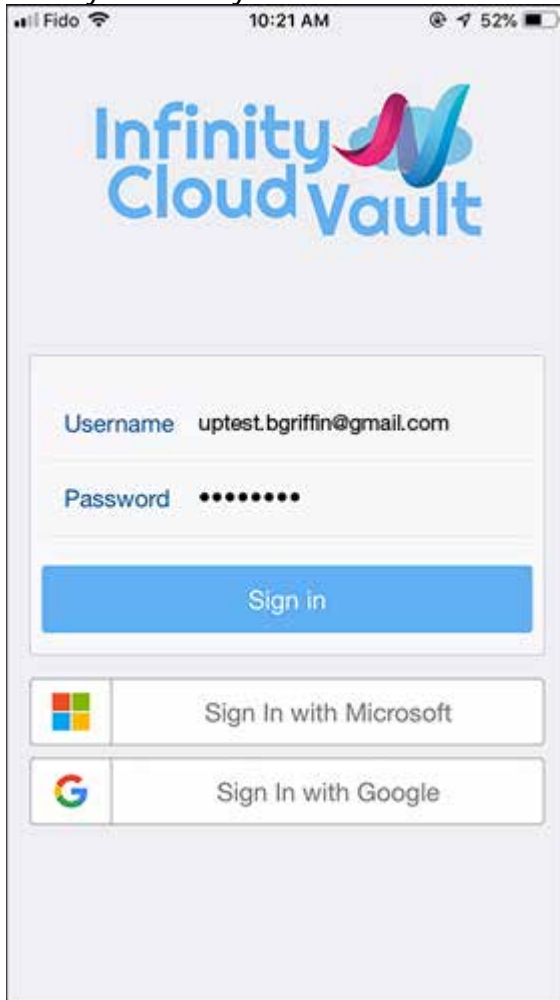 Fido 10:21 AM 52%
Infinity
Cloud Vault
Username uptest.bgriffin@gmail.com
Password ••••••••
Sign in
Sign In with Microsoft
Sign In with Google